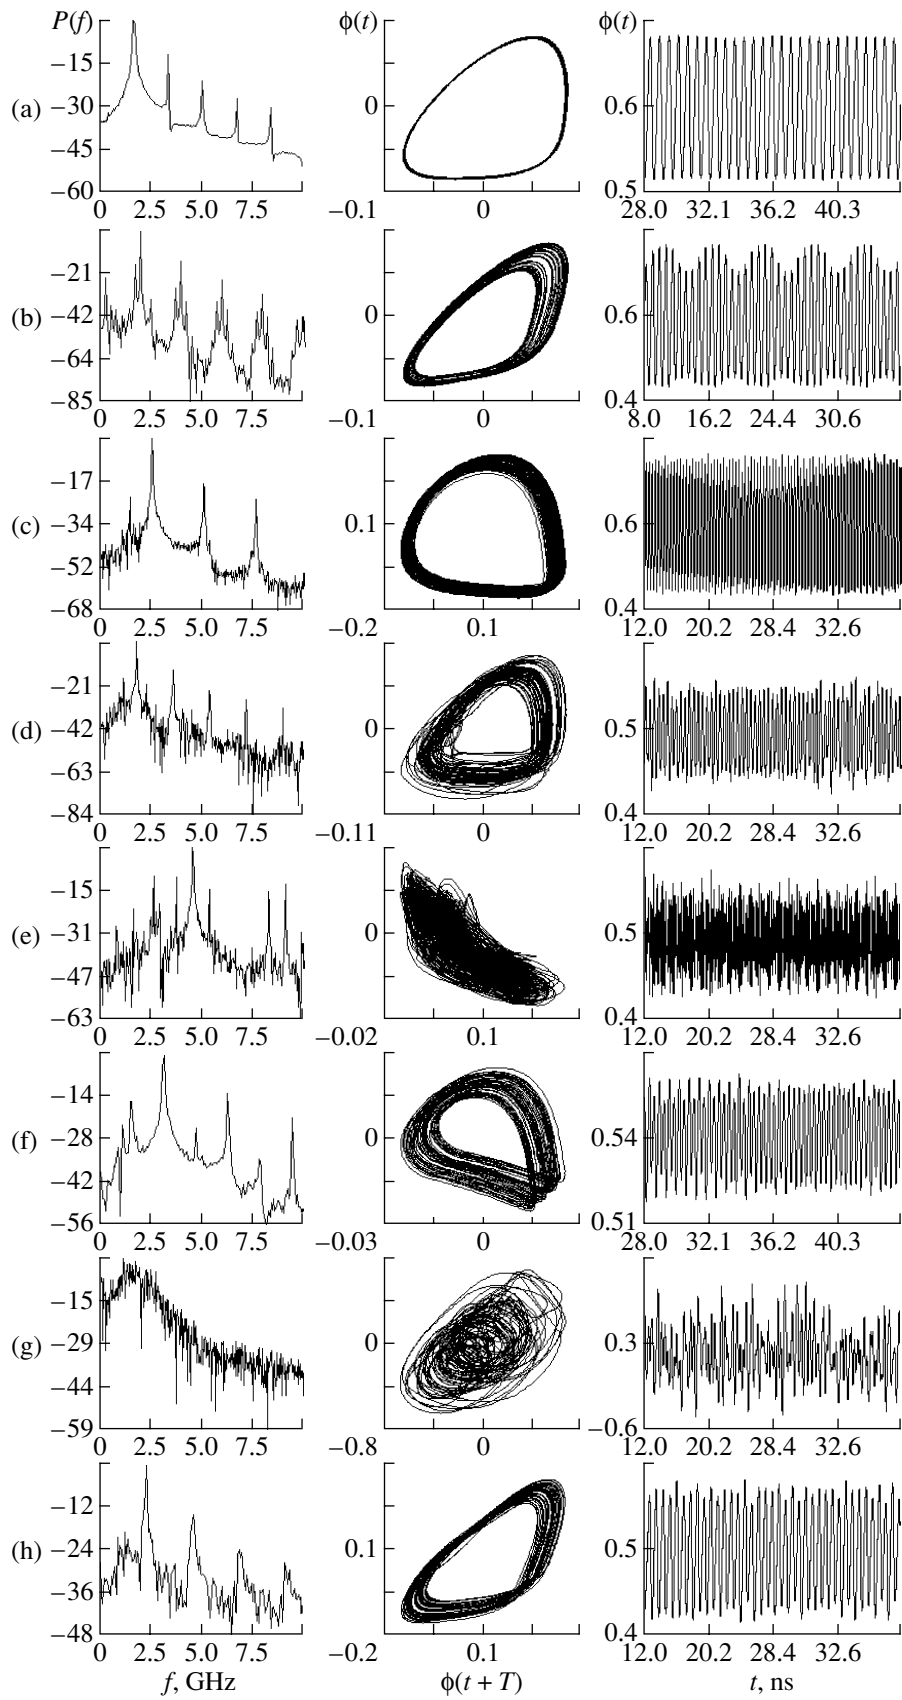 P(f) ϕ(t) ϕ(t)
−15 0 0.6
(a) −30
−45
−60 0.5
0 2.5 5.0 7.5 −0.1 0 28.0 32.1 36.2 40.3
−21
(b) −42 0 0.6
−64
−85 0.4
0 2.5 5.0 7.5 −0.1 0 8.0 16.2 24.4 30.6
−17
(c) −34 0.1 0.6
−52
−68 0.4
0 2.5 5.0 7.5 −0.2 0.1 12.0 20.2 28.4 32.6
−21
(d) −42 0 0.5
−63
−84 0.4
0 2.5 5.0 7.5 −0.11 0 12.0 20.2 28.4 32.6
−15
(e) −31 0 0.5
−47
−63 0.4
0 2.5 5.0 7.5 −0.02 0.1 12.0 20.2 28.4 32.6
−14
(f) −28 0 0.54
−42
−56 0.51
0 2.5 5.0 7.5 −0.03 0 28.0 32.1 36.2 40.3
−15
(g) −29 0 0.3
−44
−59 −0.6
0 2.5 5.0 7.5 −0.8 0 12.0 20.2 28.4 32.6
−12
(h) −24 0.1 0.5
−36
−48 0.4
0 2.5 5.0 7.5 −0.2 0.1 12.0 20.2 28.4 32.6
f, GHz ϕ(t + T) t, ns